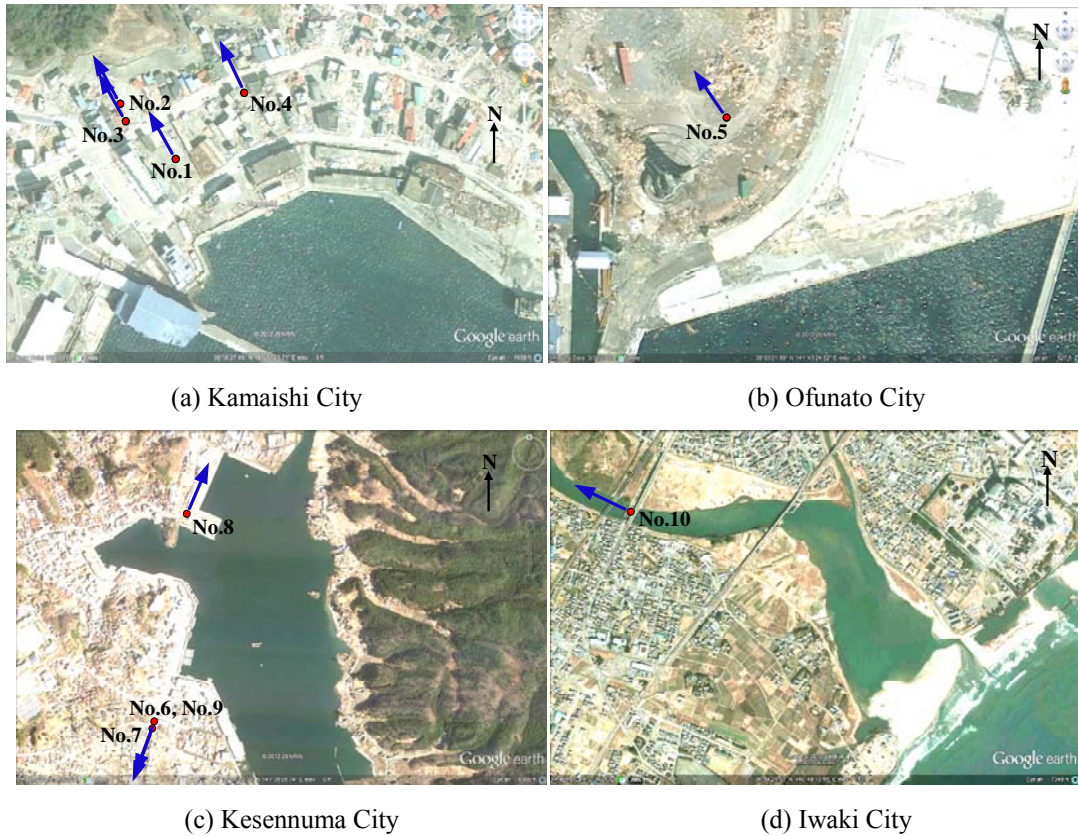 N
No.2
No.4
No.3
No.1
Google earth
(a) Kamaishi City
N
No.5
Google earth
(b) Ofunato City
N
No.8
No.6, No.9
No.7
Google earth
(c) Kesennuma City
N
No.10
Google earth
(d) Iwaki City